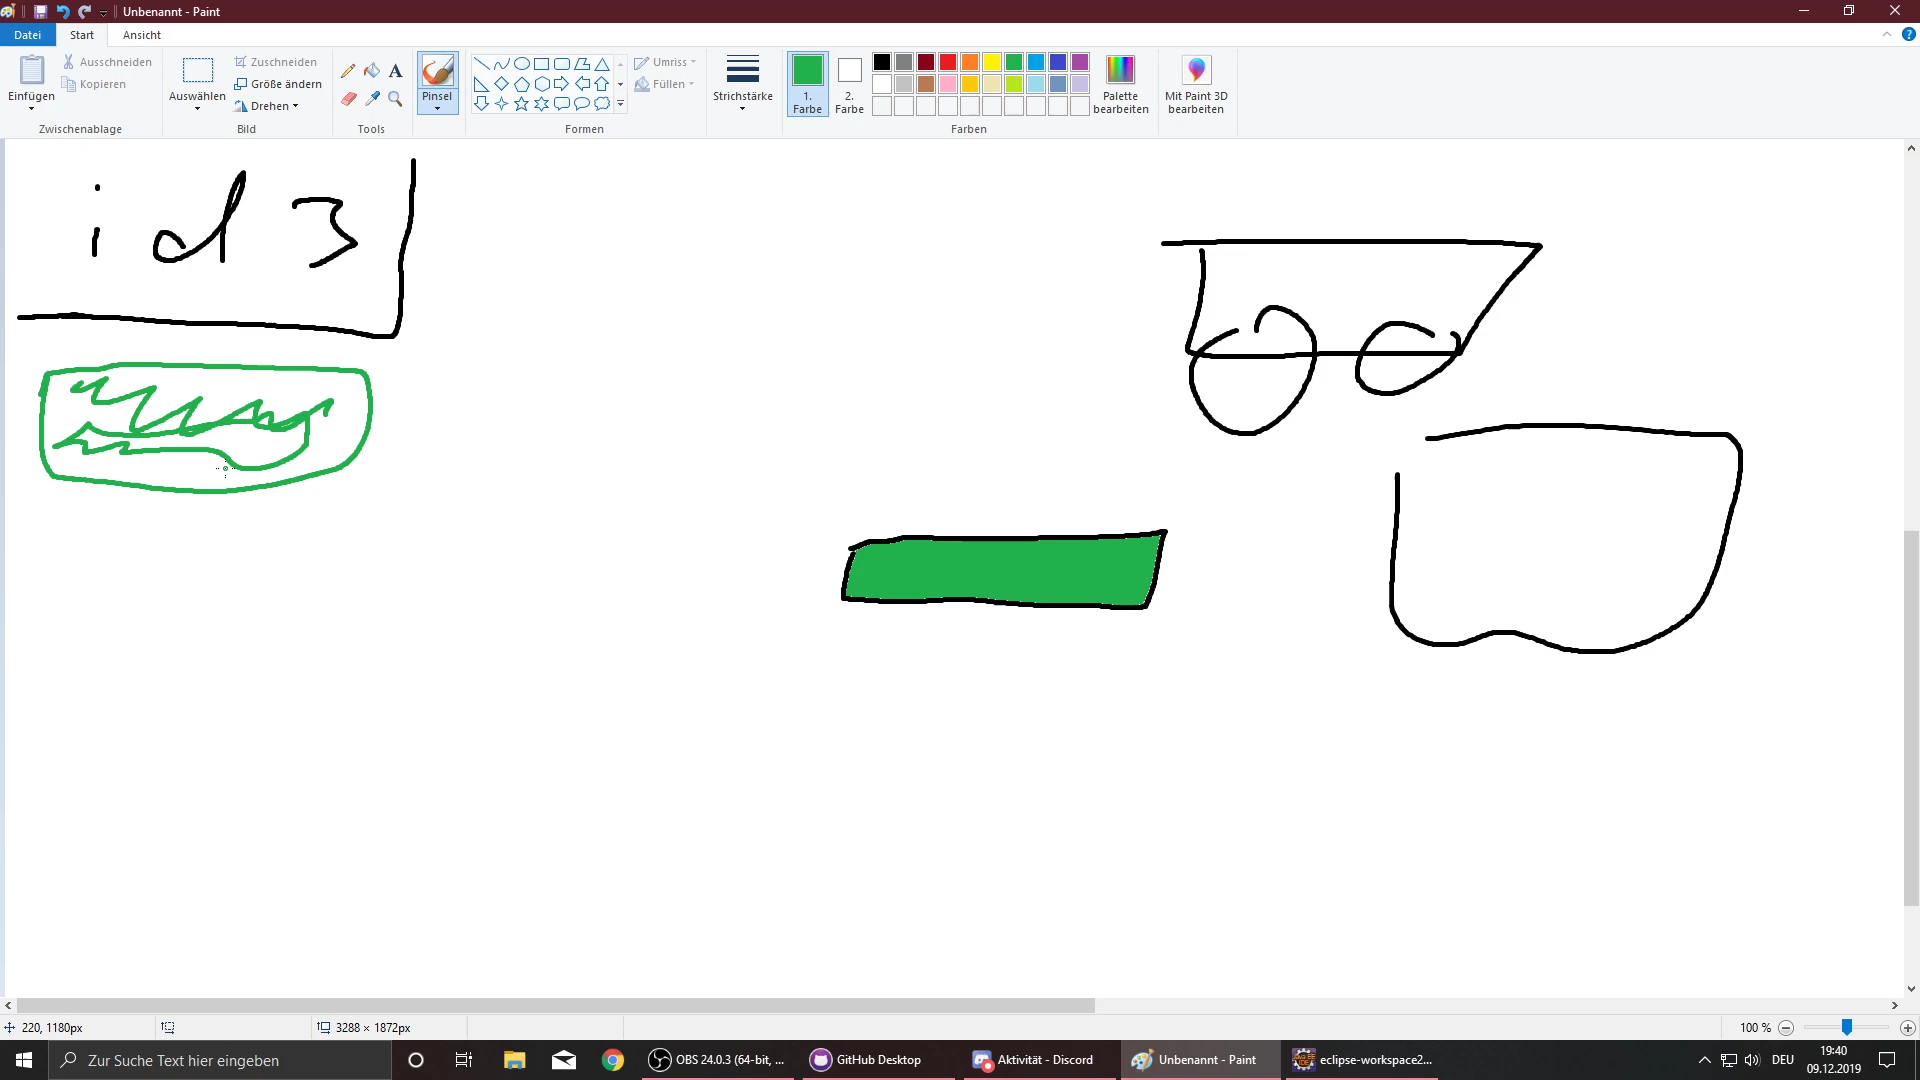 Unbenannt - Paint
Datei Start Ansicht
Einfügen
Ausschneiden
Kopieren
Zwischenablage
Auswählen
Zuschneiden
Größe ändern
Drehen
Bild
A
Tools
Pinsel
Umriss
Füllen
Formen
Strichstärke
1.
Farbe
2.
Farbe
Palette
bearbeiten
Farben
Mit Paint 3D
bearbeiten
?
id 3
220, 1180px
3288 × 1872px
100 %
Zur Suche Text hier eingeben
OBS 24.0.3 (64-bit, ...
GitHub Desktop
Aktivität - Discord
Unbenannt - Paint
eclipse-workspace2...
DEU
19:40
09.12.2019